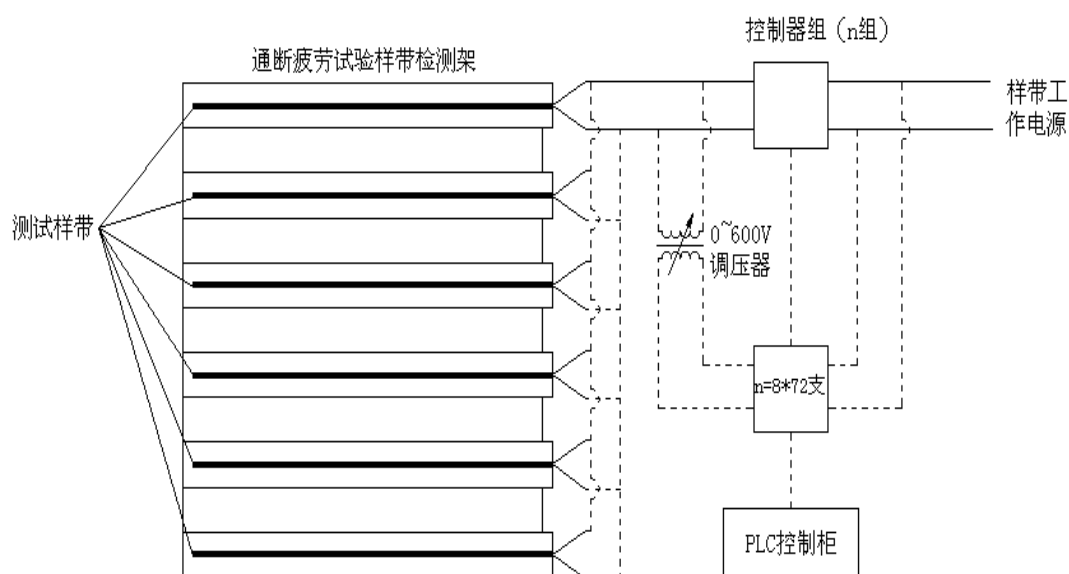 控制器组（n组）
通断疲劳试验样带检测架
样带工
作电源
测试样带
0~600V
调压器
n=8*72支
PLC控制柜